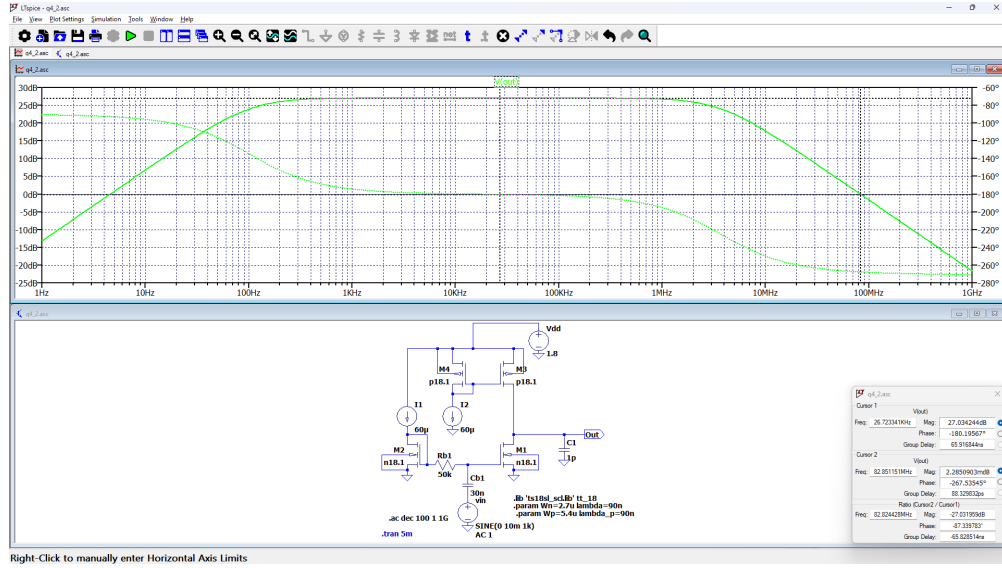 LTspice - q4_2.asc
File View Plot Settings Simulation Tools Window Help
q4_2.asc q4_2.asc
q4_2.asc
V(out)
30dB
25dB
20dB
15dB
10dB
5dB
0dB
-5dB
-10dB
-15dB
-20dB
-25dB
-60°
-80°
-100°
-120°
-140°
-160°
-180°
-200°
-220°
-240°
-260°
-280°
1Hz 10Hz 100Hz 1KHz 10KHz 100KHz 1MHz 10MHz 100MHz 1GHz
q4_2.asc
Vdd
1.8
M4
p18.1
M3
p18.1
I1
60µ
I2
60µ
Out
C1
1p
M2
n18.1
Rb1
50k
M1
n18.1
Cb1
30n
vin
SINE(0 10m 1k)
AC 1
.lib 'ts18sl_scl.lib' tt_18
.param Wn=2.7u lambda=90n
.param Wp=5.4u lambda_p=90n
.ac dec 100 1 1G
.tran 5m
q4_2.asc
Cursor 1
V(out)
Freq: 26.723341KHz Mag: 27.034244dB
Phase: -180.19567°
Group Delay: 65.916844ns
Cursor 2
V(out)
Freq: 82.851151MHz Mag: 2.2850903mdB
Phase: -267.53545°
Group Delay: 88.329832ps
Ratio (Cursor2 / Cursor1)
Freq: 82.824428MHz Mag: -27.031959dB
Phase: -87.339783°
Group Delay: -65.828514ns
Right-Click to manually enter Horizontal Axis Limits